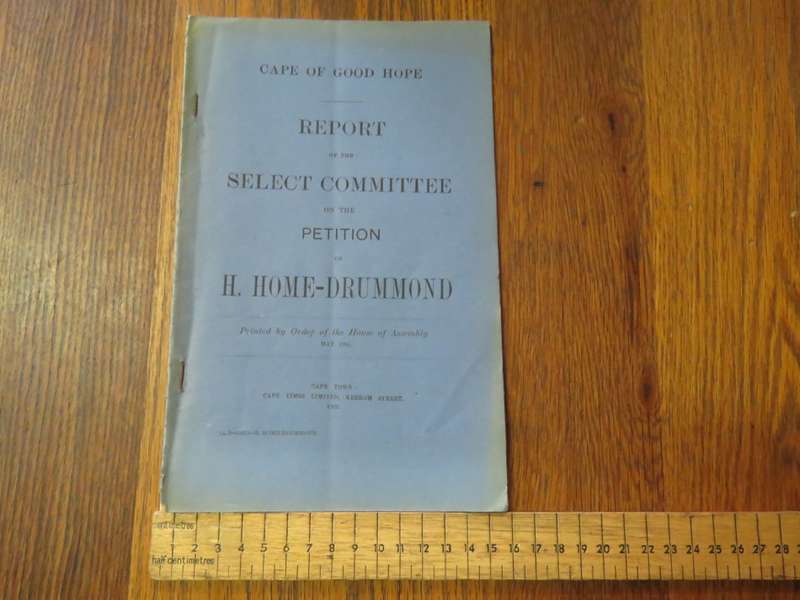 CAPE OF GOOD HOPE
REPORT
OF THE
SELECT COMMITTEE
ON THE
PETITION
OF
H. HOME-DRUMMOND
Printed by Order of the House of Assembly
MAY
CAPE TOWN
CAPE TIMES LIMITED, KEEROM STREET.
centimetres
1 2 3 4 5 6 7 8 9 10 11 12 13 14 15 16 17 18 19 20 21 22 23 24 25 26 27 28
half centimetres